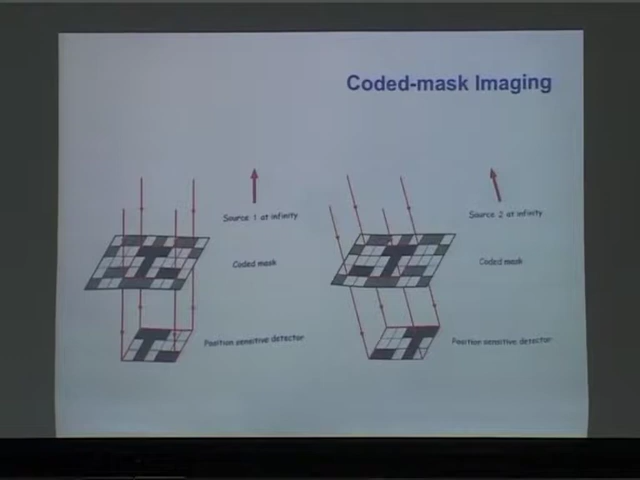 Coded-mask Imaging
Source 1 at infinity
Source 2 at infinity
Coded mask
Coded mask
Position sensitive detector
Position sensitive detector